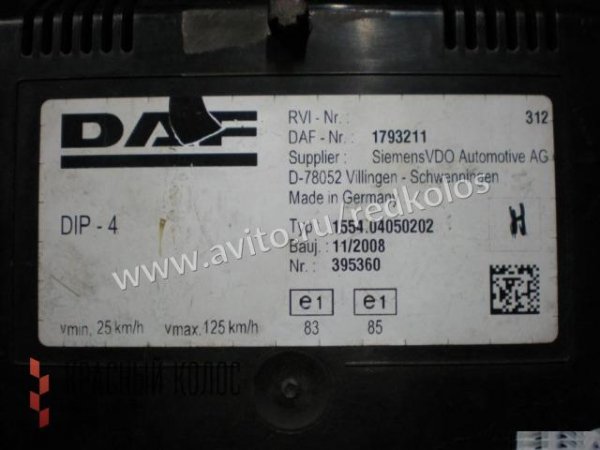 DAF
RVI - Nr.: 312
DAF - Nr.: 1793211
Supplier : SiemensVDO Automotive AG
D-78052 Villingen - Schwenningen
Made in Germany
DIP - 4
Typ 1554.04050202
H
Bauj.: 11/2008
Nr.: 395360
www.avito.ru/redkolos
e1 e1
vmin. 25 km/h vmax. 125 km/h 83 85
КРАСНЫЙ КОЛОС